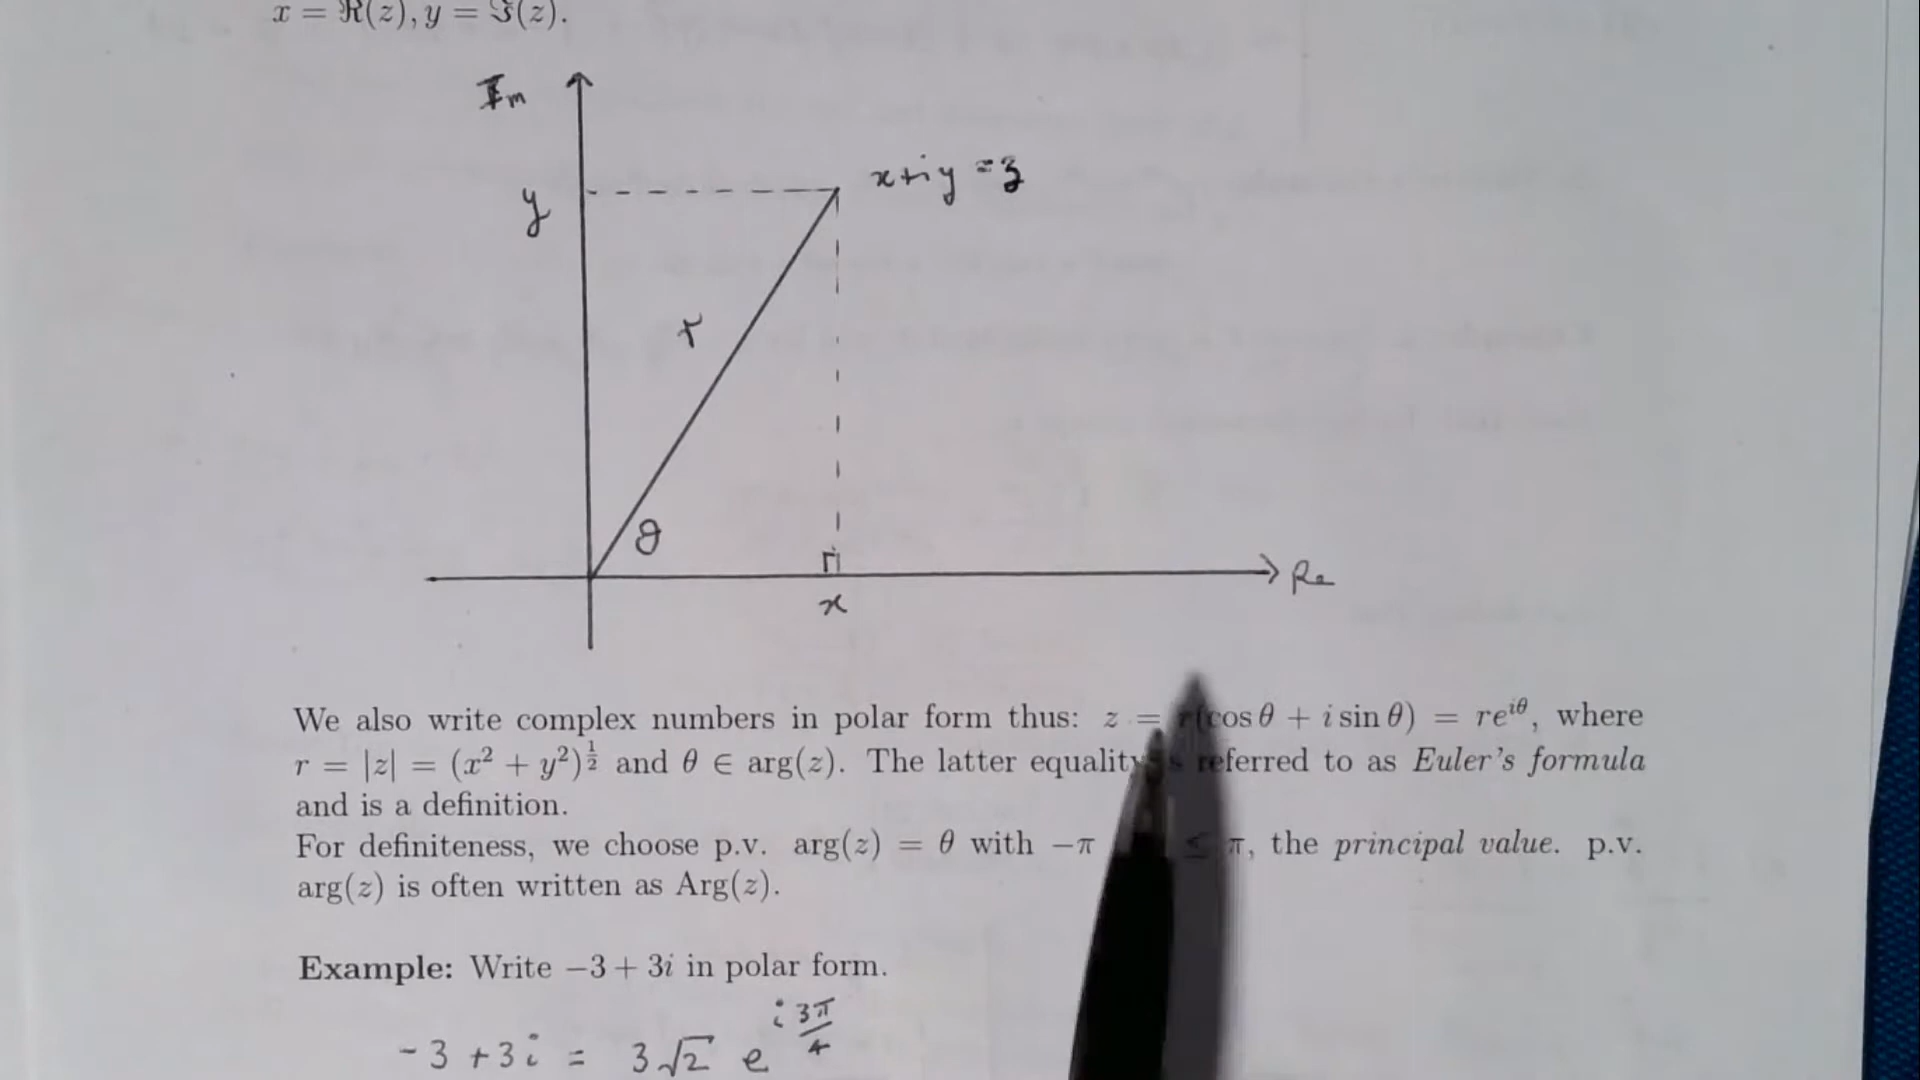 x = ℜ(z), y = ℑ(z).
Im
x+iy = z
y
r
θ
Re
x
We also write complex numbers in polar form thus: z = r(cos θ + i sin θ) = re^{iθ}, where
r = |z| = (x² + y²)^{1/2} and θ ∈ arg(z). The latter equality referred to as Euler's formula
and is a definition.
For definiteness, we choose p.v. arg(z) = θ with −π ≤ π, the principal value. p.v.
arg(z) is often written as Arg(z).
Example: Write −3 + 3i in polar form.
-3 +3i = 3√2 e^{i 3π/4}